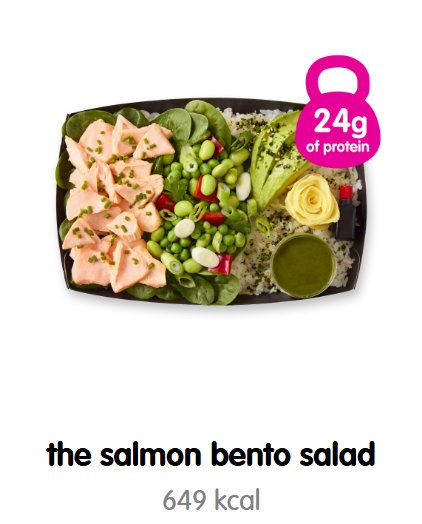 24g
of protein
the salmon bento salad
649 kcal